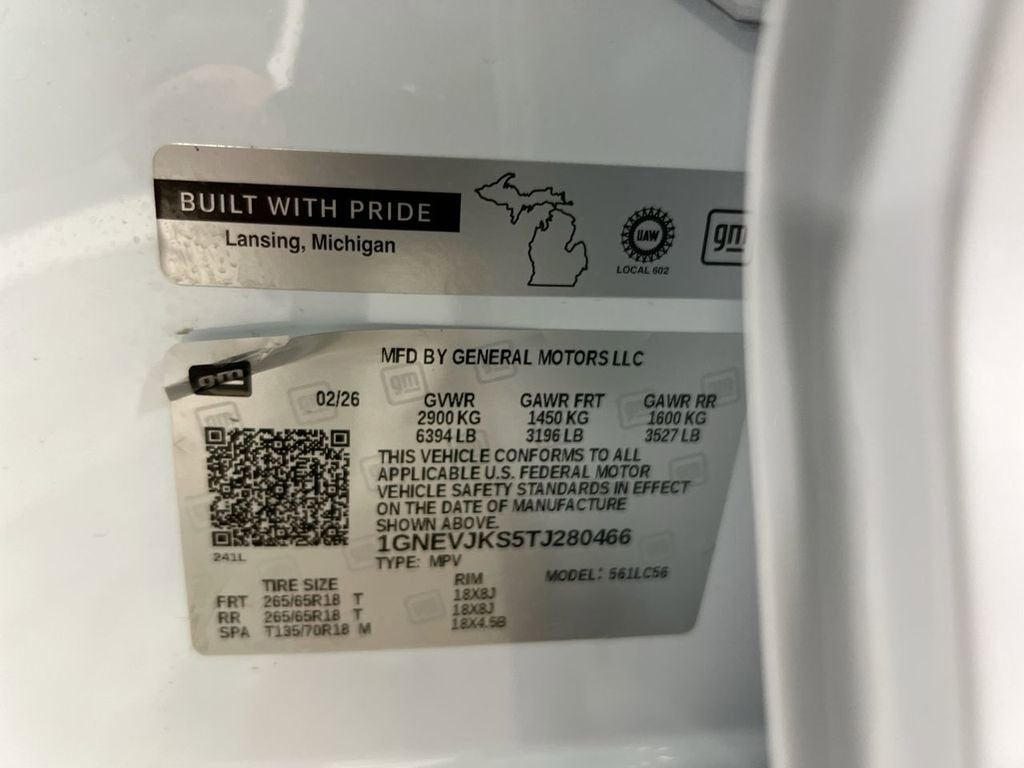 BUILT WITH PRIDE
Lansing, Michigan
UAW
LOCAL 602
gm
gm
MFD BY GENERAL MOTORS LLC
02/26 GVWR GAWR FRT GAWR RR
2900 KG 1450 KG 1600 KG
6394 LB 3196 LB 3527 LB
THIS VEHICLE CONFORMS TO ALL
APPLICABLE U.S. FEDERAL MOTOR
VEHICLE SAFETY STANDARDS IN EFFECT
ON THE DATE OF MANUFACTURE
SHOWN ABOVE.
1GNEVJKS5TJ280466
241L
TYPE: MPV MODEL: 561LC56
TIRE SIZE RIM
FRT 265/65R18 T 18X8J
RR 265/65R18 T 18X8J
SPA T135/70R18 M 18X4.5B